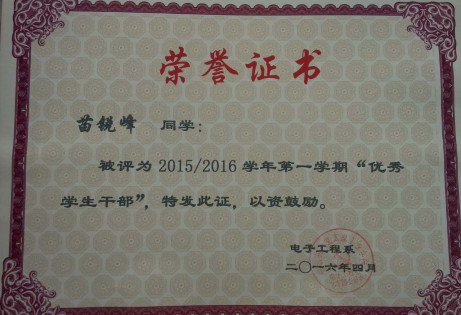 荣誉证书
苗锐峰 同学：
被评为 2015/2016 学年第一学期“优秀
学生干部”，特发此证，以资鼓励。
电子工程系
二〇一六年四月